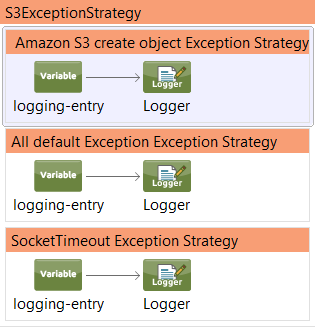 S3ExceptionStrategy
Amazon S3 create object Exception Strategy
Variable
Logger
logging-entry Logger
All default Exception Exception Strategy
Variable
Logger
logging-entry Logger
SocketTimeout Exception Strategy
Variable
Logger
logging-entry Logger